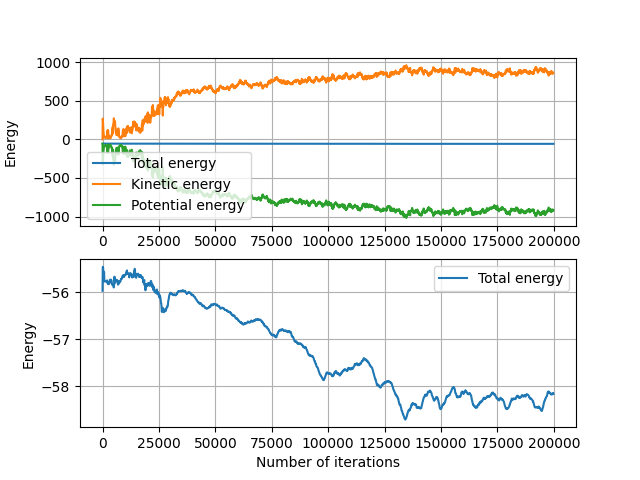 1000
500
0
−500
−1000
Energy
Total energy
Kinetic energy
Potential energy
0 25000 50000 75000 100000 125000 150000 175000 200000
−56
−57
−58
Energy
Total energy
0 25000 50000 75000 100000 125000 150000 175000 200000
Number of iterations